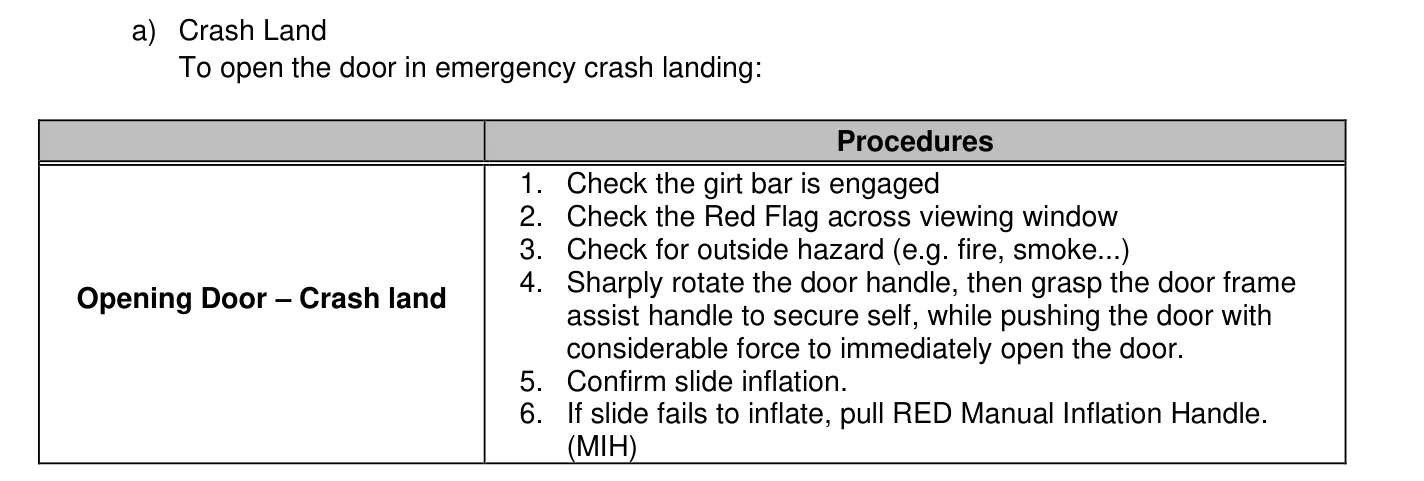 a) Crash Land
To open the door in emergency crash landing:
Procedures
Opening Door – Crash land
1. Check the girt bar is engaged
2. Check the Red Flag across viewing window
3. Check for outside hazard (e.g. fire, smoke...)
4. Sharply rotate the door handle, then grasp the door frame
assist handle to secure self, while pushing the door with
considerable force to immediately open the door.
5. Confirm slide inflation.
6. If slide fails to inflate, pull RED Manual Inflation Handle.
(MIH)